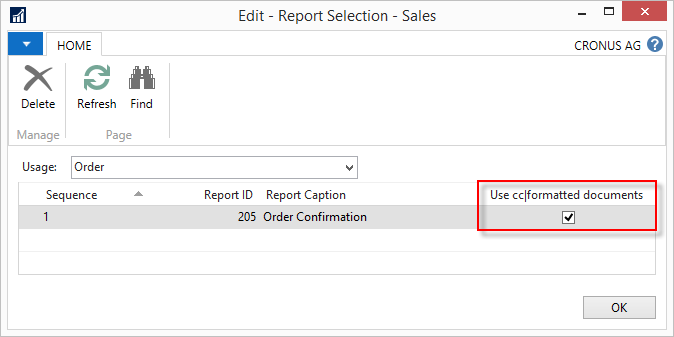 Edit - Report Selection - Sales
HOME
CRONUS AG ?
Delete Refresh Find
Manage Page
Usage: Order
Sequence Report ID Report Caption Use cc|formatted documents
1 205 Order Confirmation
OK